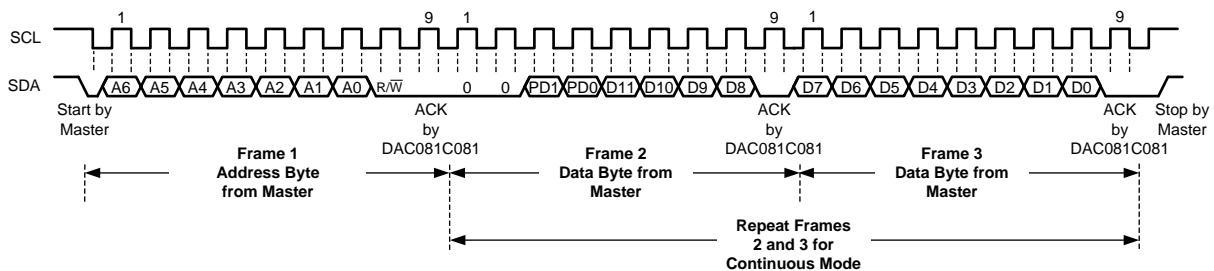 1 9 1 9 1 9
SCL
SDA A6 A5 A4 A3 A2 A1 A0 R/W 0 0 PD1 PD0 D11 D10 D9 D8 D7 D6 D5 D4 D3 D2 D1 D0
Start by
Master
ACK
by
DAC081C081
ACK
by
DAC081C081
ACK
by
DAC081C081
Stop by
Master
Frame 1
Address Byte
from Master
Frame 2
Data Byte from
Master
Frame 3
Data Byte from
Master
Repeat Frames
2 and 3 for
Continuous Mode